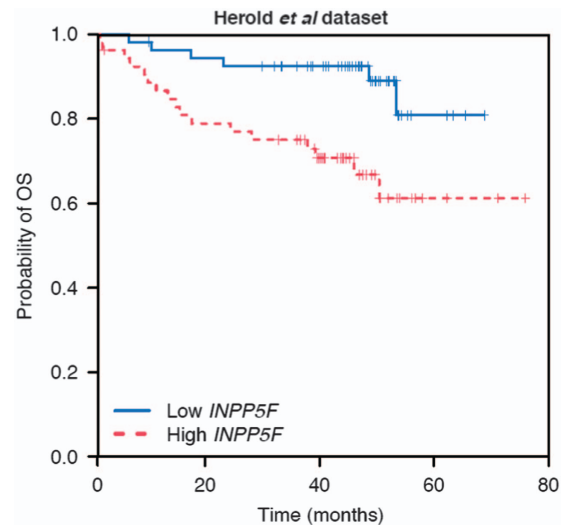 Herold et al dataset
1.0
0.8
0.6
0.4
0.2
0.0
Probability of OS
Low INPP5F
High INPP5F
0 20 40 60 80
Time (months)